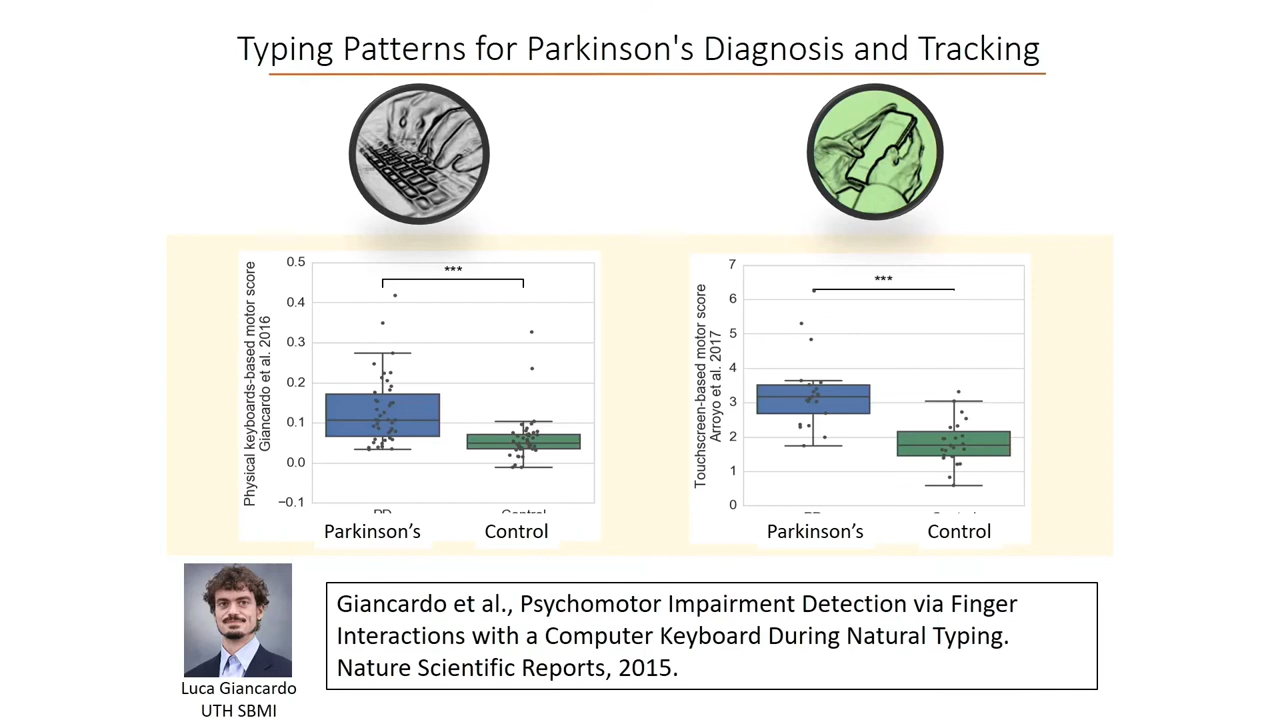 Typing Patterns for Parkinson's Diagnosis and Tracking
Physical keyboards-based motor score
Giancardo et al. 2016
0.5
0.4
0.3
0.2
0.1
0.0
−0.1
***
Parkinson’s
Control
Touchscreen-based motor score
Arroyo et al. 2017
7
6
5
4
3
2
1
0
***
Parkinson’s
Control
Luca Giancardo
UTH SBMI
Giancardo et al., Psychomotor Impairment Detection via Finger
Interactions with a Computer Keyboard During Natural Typing.
Nature Scientific Reports, 2015.